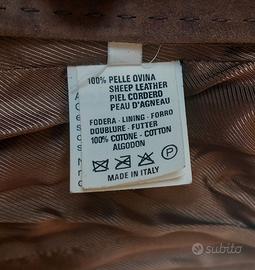 100% PELLE OVINA
SHEEP LEATHER
PIEL CORDERO
PEAU D'AGNEAU
FODERA - LINING - FORRO
DOUBLURE - FUTTER
100% COTONE - COTTON
ALGODON
P
MADE IN ITALY
subito